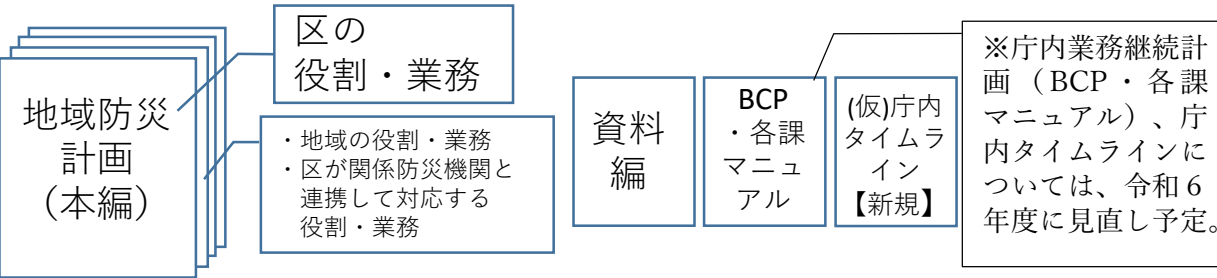 地域防災
計画
（本編）
区の
役割・業務
・地域の役割・業務
・区が関係防災機関と
連携して対応する
役割・業務
資料
編
BCP
・各課
マニュ
アル
(仮)庁内
タイムラ
イン
【新規】
※庁内業務継続計
画（BCP・各課
マニュアル）、庁
内タイムラインに
ついては、令和６
年度に見直し予定。